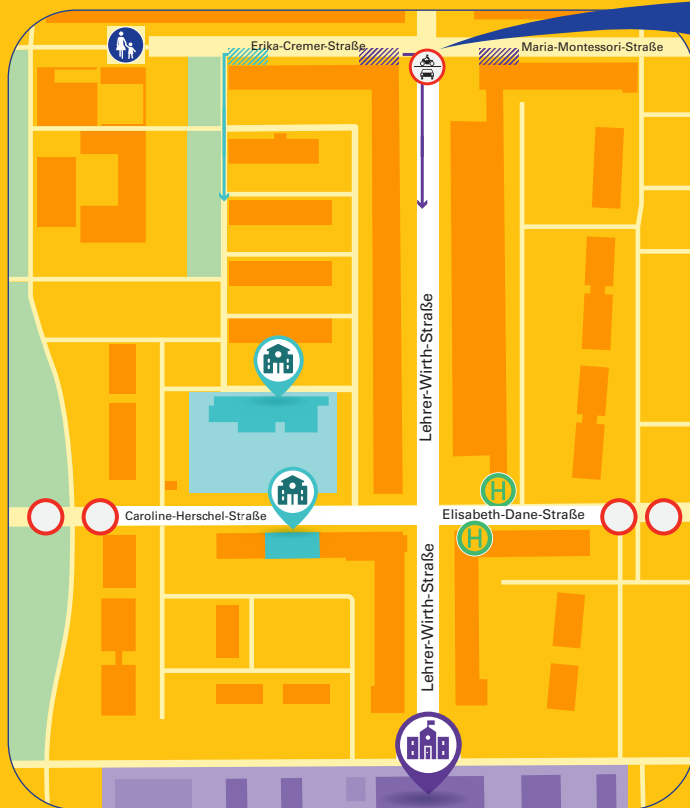 Erika-Cremer-Straße
Maria-Montessori-Straße
Lehrer-Wirth-Straße
H
Caroline-Herschel-Straße
Elisabeth-Dane-Straße
H
Lehrer-Wirth-Straße